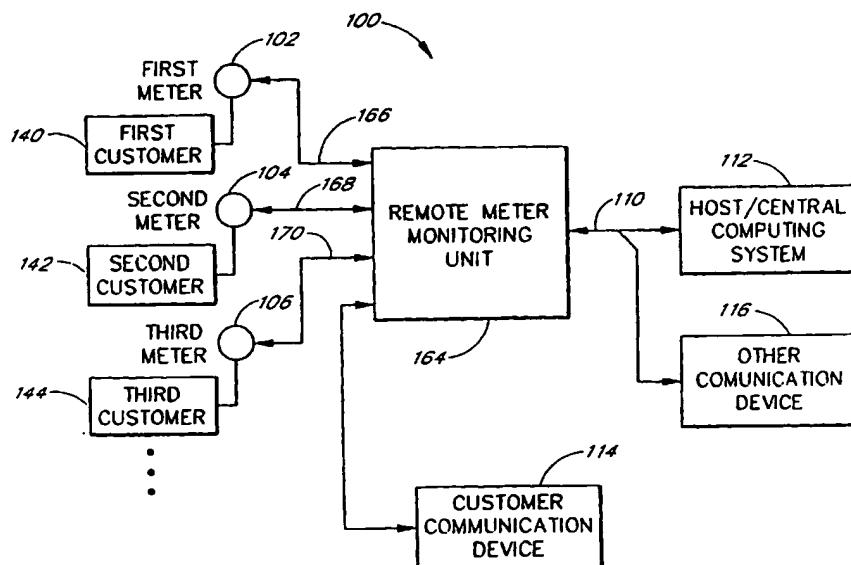 100
102
FIRST
METER
140
FIRST
CUSTOMER
166
104
168
SECOND
METER
170
142
SECOND
CUSTOMER
106
THIRD
METER
144
THIRD
CUSTOMER
REMOTE METER
MONITORING
UNIT
164
110
112
HOST/CENTRAL
COMPUTING
SYSTEM
116
OTHER
COMUNICATION
DEVICE
114
CUSTOMER
COMMUNICATION
DEVICE